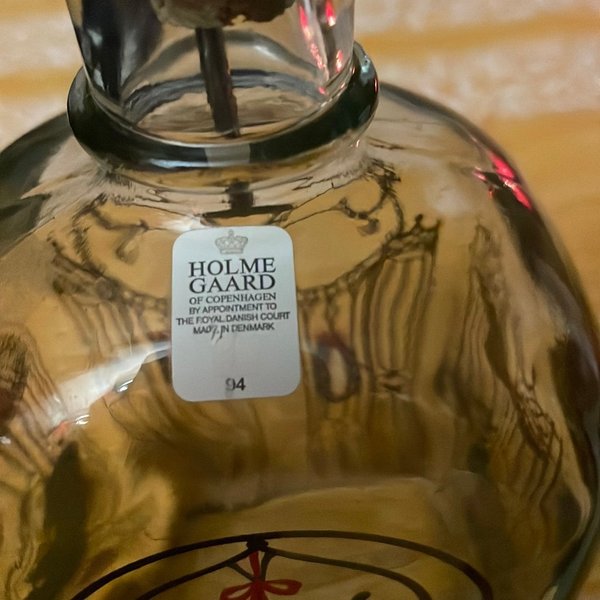 HOLME
GAARD
OF COPENHAGEN
BY APPOINTMENT TO
THE ROYAL DANISH COURT
MADE IN DENMARK
94